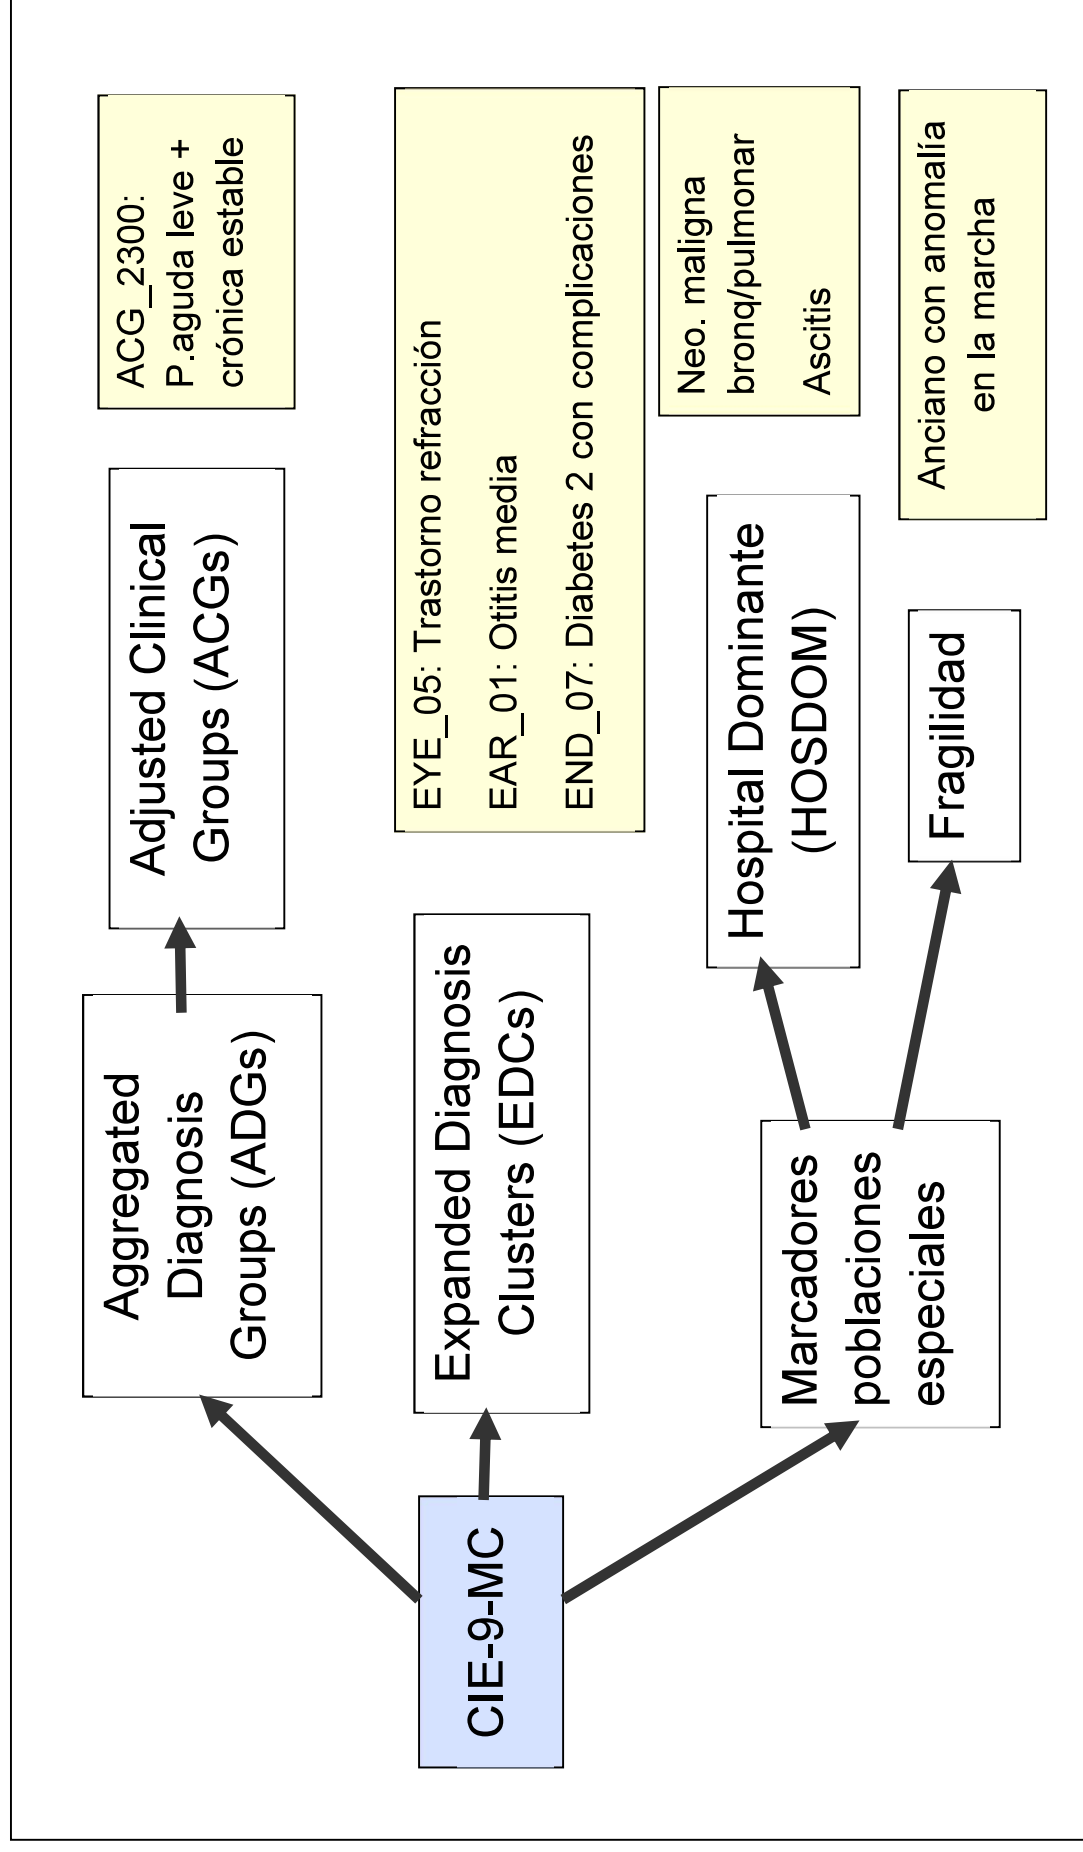 CIE-9-MC
Aggregated
Diagnosis
Groups (ADGs)
Adjusted Clinical
Groups (ACGs)
ACG_2300:
P.aguda leve +
crónica estable
Expanded Diagnosis
Clusters (EDCs)
EYE_05: Trastorno refracción
EAR_01: Otitis media
END_07: Diabetes 2 con complicaciones
Marcadores
poblaciones
especiales
Hospital Dominante
(HOSDOM)
Neo. maligna
bronq/pulmonar
Ascitis
Fragilidad
Anciano con anomalía
en la marcha